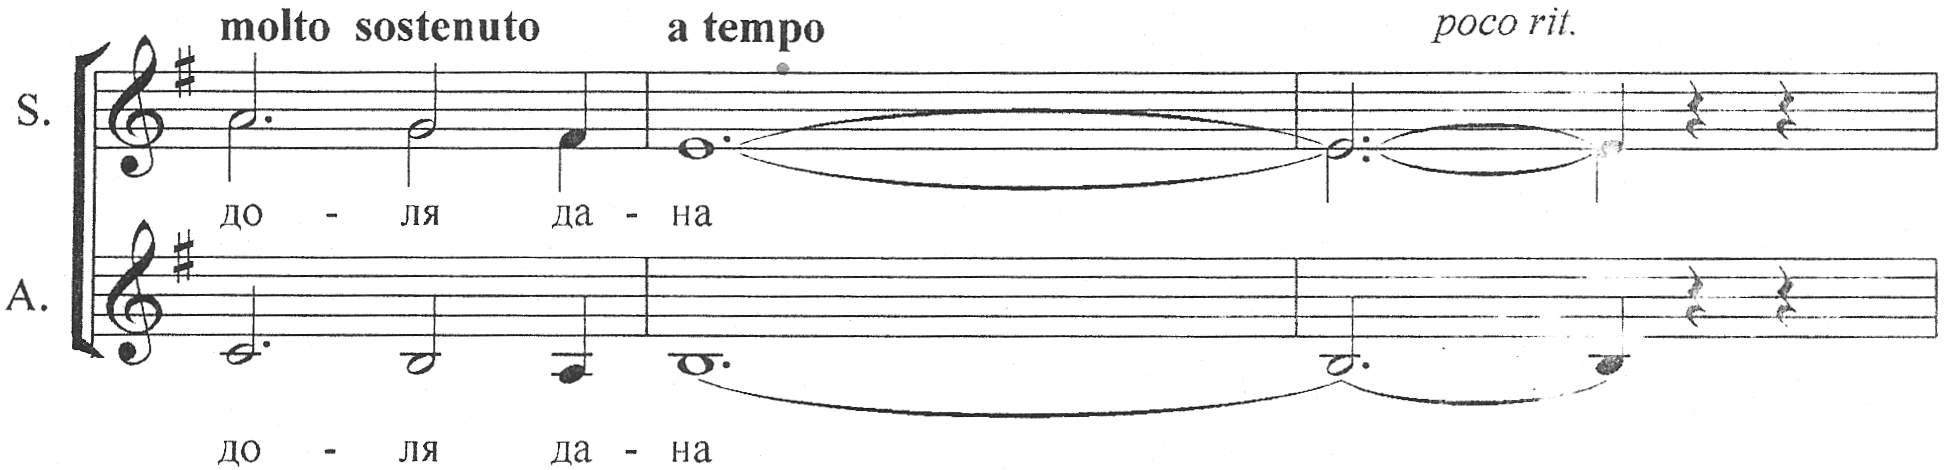 molto sostenuto a tempo poco rit.
S.
до - ля да - на
A.
до - ля да - на